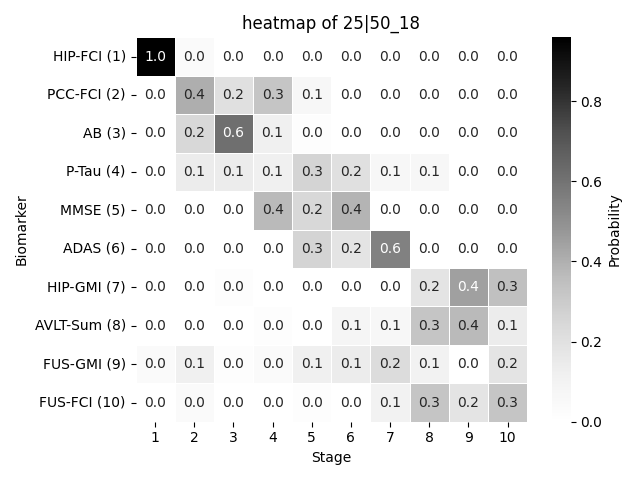 heatmap of 25|50_18
HIP-FCI (1) 1.0 0.0 0.0 0.0 0.0 0.0 0.0 0.0 0.0 0.0
PCC-FCI (2) 0.0 0.4 0.2 0.3 0.1 0.0 0.0 0.0 0.0 0.0
AB (3) 0.0 0.2 0.6 0.1 0.0 0.0 0.0 0.0 0.0 0.0
P-Tau (4) 0.0 0.1 0.1 0.1 0.3 0.2 0.1 0.1 0.0 0.0
MMSE (5) 0.0 0.0 0.0 0.4 0.2 0.4 0.0 0.0 0.0 0.0
ADAS (6) 0.0 0.0 0.0 0.0 0.3 0.2 0.6 0.0 0.0 0.0
HIP-GMI (7) 0.0 0.0 0.0 0.0 0.0 0.0 0.0 0.2 0.4 0.3
AVLT-Sum (8) 0.0 0.0 0.0 0.0 0.0 0.1 0.1 0.3 0.4 0.1
FUS-GMI (9) 0.0 0.1 0.0 0.0 0.1 0.1 0.2 0.1 0.0 0.2
FUS-FCI (10) 0.0 0.0 0.0 0.0 0.0 0.0 0.1 0.3 0.2 0.3
1 2 3 4 5 6 7 8 9 10
Stage
Biomarker
0.8
0.6
0.4
0.2
0.0
Probability